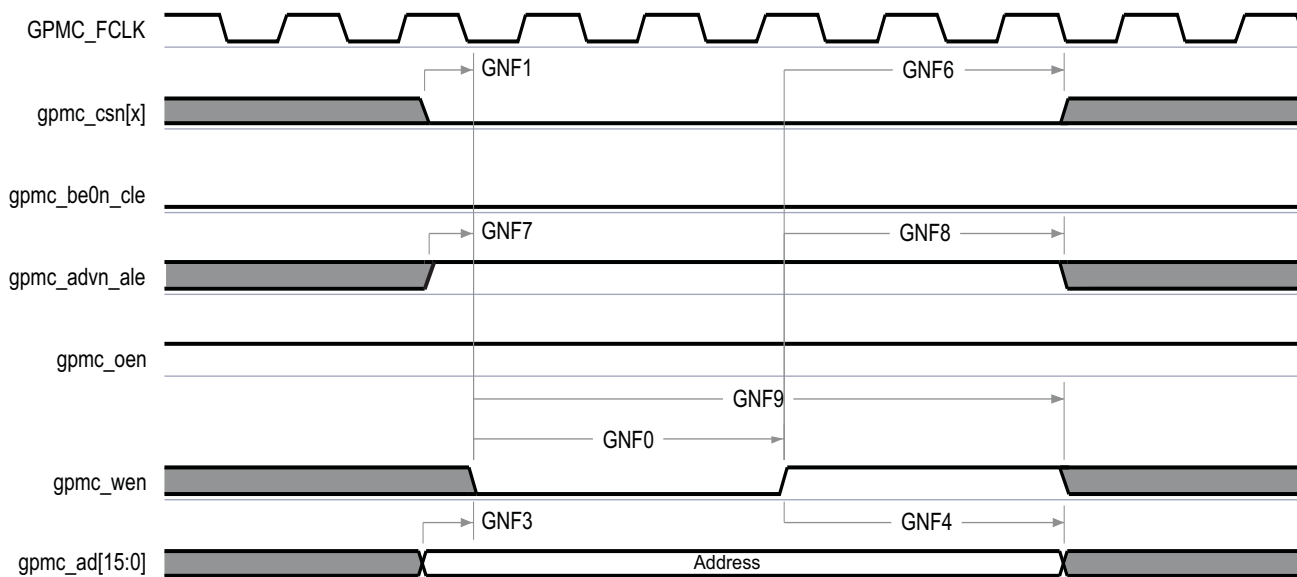 GPMC_FCLK
GNF1
GNF6
gpmc_csn[x]
gpmc_be0n_cle
GNF7
GNF8
gpmc_advn_ale
gpmc_oen
GNF9
GNF0
gpmc_wen
GNF3
GNF4
gpmc_ad[15:0]
Address